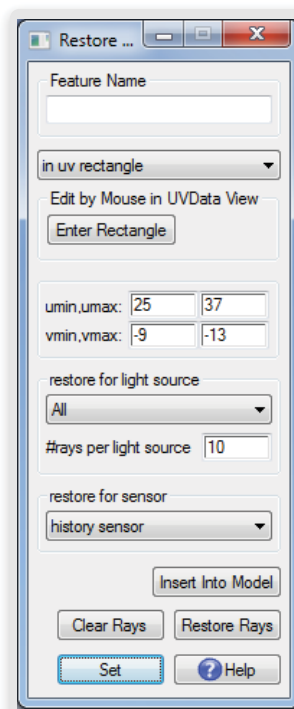 Restore ...
Feature Name
in uv rectangle
Edit by Mouse in UVData View
Enter Rectangle
umin,umax: 25 37
vmin,vmax: -9 -13
restore for light source
All
#rays per light source 10
restore for sensor
history sensor
Insert Into Model
Clear Rays Restore Rays
Set ? Help